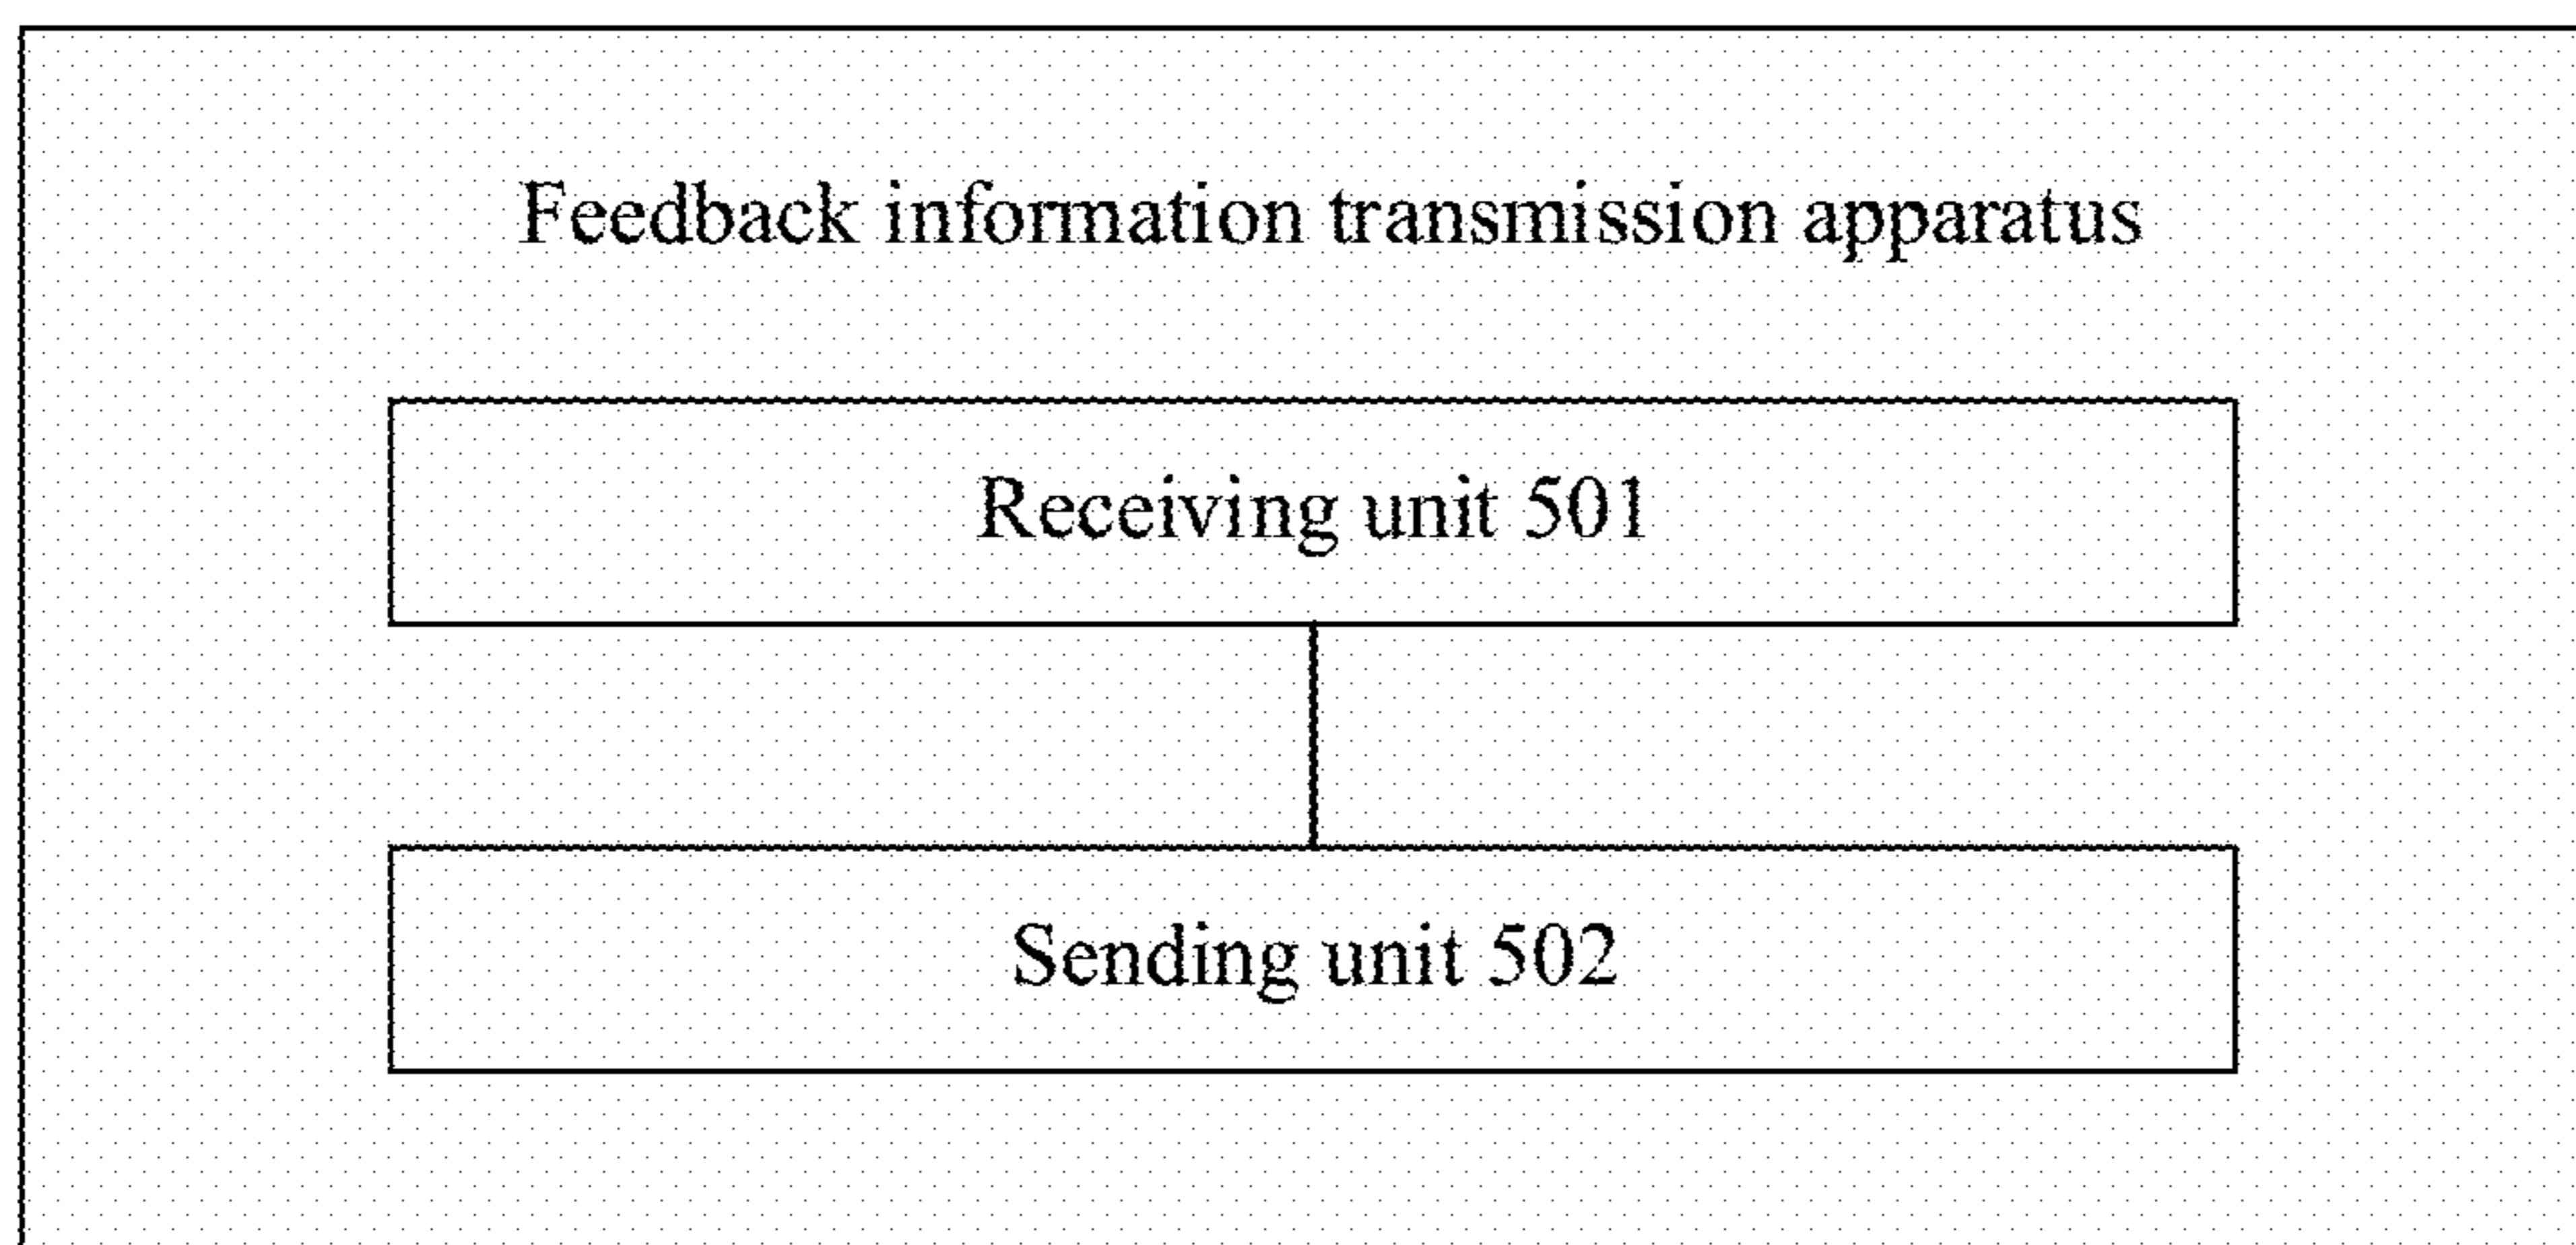 Feedback information transmission apparatus
Receiving unit 501
Sending unit 502